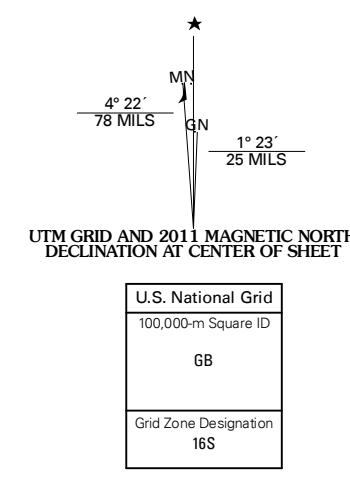 ★
MN
4° 22´
78 MILS
GN
1° 23´
25 MILS
UTM GRID AND 2011 MAGNETIC NORTH
DECLINATION AT CENTER OF SHEET
U.S. National Grid
100,000-m Square ID
GB
Grid Zone Designation
16S